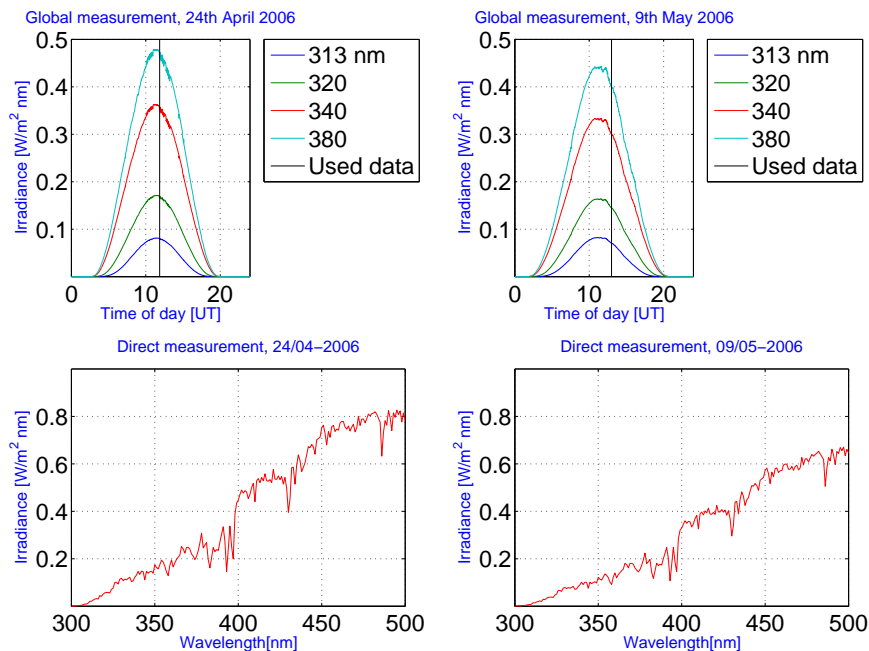 Global measurement, 24th April 2006
0.5
0.4
0.3
0.2
0.1
Irradiance [W/m² nm]
0 10 20
Time of day [UT]
313 nm
320
340
380
Used data
Global measurement, 9th May 2006
0.5
0.4
0.3
0.2
0.1
Irradiance [W/m² nm]
0 10 20
Time of day [UT]
313 nm
320
340
380
Used data
Direct measurement, 24/04−2006
0.8
0.6
0.4
0.2
Irradiance [W/m² nm]
300 350 400 450 500
Wavelength[nm]
Direct measurement, 09/05−2006
0.8
0.6
0.4
0.2
Irradiance [W/m² nm]
300 350 400 450 500
Wavelength[nm]